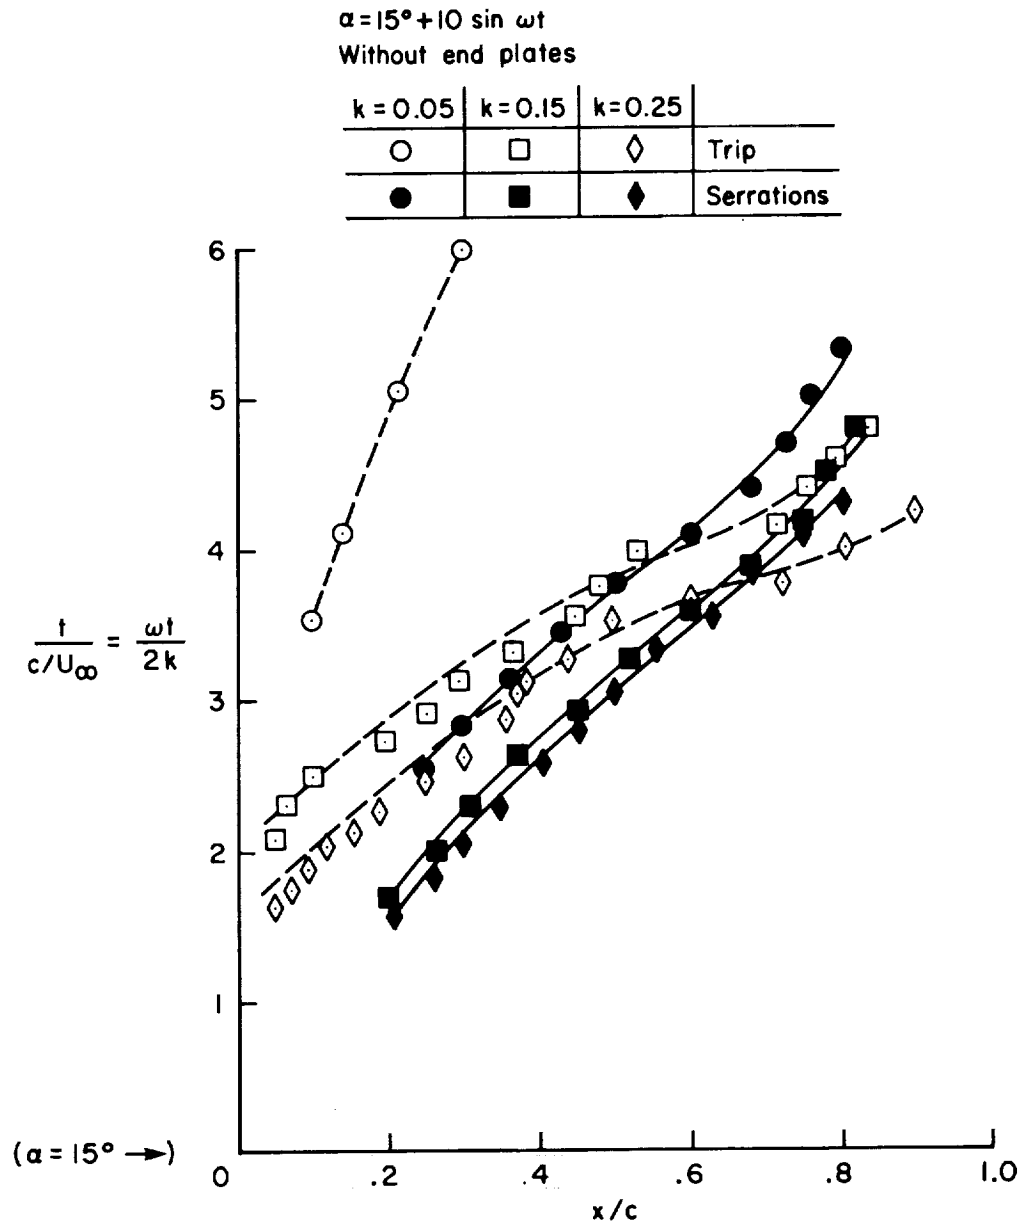 α = 15° + 10 sin ωt
Without end plates
k = 0.05 k = 0.15 k = 0.25
Trip
Serrations
6
5
4
t/(c/U∞) = ωt/2k
3
2
1
(α = 15° →)
0 .2 .4 .6 .8 1.0
x/c